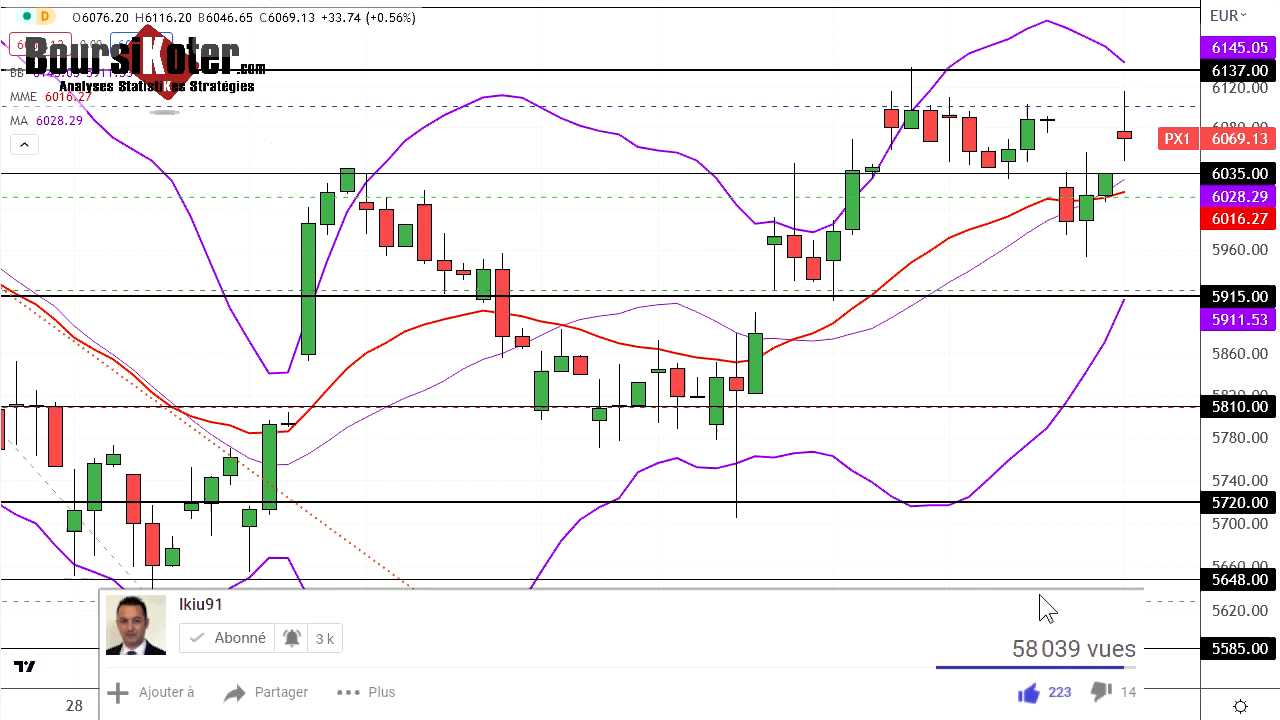 D O6076.20 H6116.20 B6046.65 C6069.13 +33.74 (+0.56%)
BoursiKoter.com
Analyses StatistiKes Stratégies
BB
MME 6016.27
MA 6028.29
EUR
6145.05
6137.00
6120.00
PX1 6069.13
6035.00
6028.29
6016.27
5960.00
5915.00
5911.53
5860.00
5810.00
5780.00
5740.00
5720.00
5700.00
5648.00
5620.00
5585.00
Ikiu91
Abonné 3 k
58 039 vues
Ajouter à Partager Plus 223 14
28